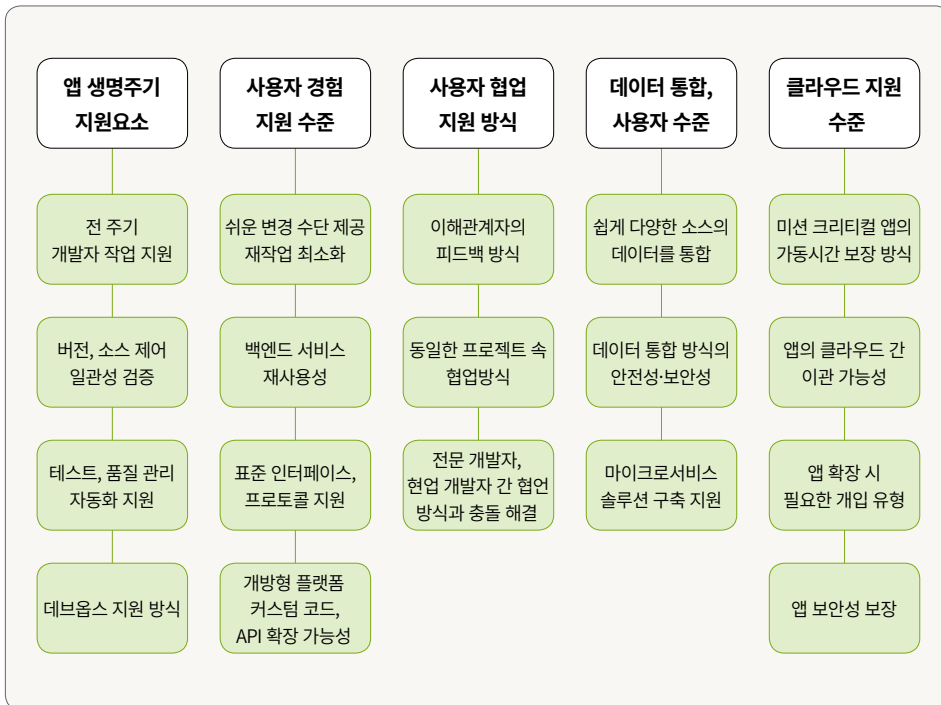 앱 생명주기
지원요소
전 주기
개발자 작업 지원
버전, 소스 제어
일관성 검증
테스트, 품질 관리
자동화 지원
데브옵스 지원 방식
사용자 경험
지원 수준
쉬운 변경 수단 제공
재작업 최소화
백엔드 서비스
재사용성
표준 인터페이스,
프로토콜 지원
개방형 플랫폼
커스텀 코드,
API 확장 가능성
사용자 협업
지원 방식
이해관계자의
피드백 방식
동일한 프로젝트 속
협업방식
전문 개발자,
현업 개발자 간 협언
방식과 충돌 해결
데이터 통합,
사용자 수준
쉽게 다양한 소스의
데이터를 통합
데이터 통합 방식의
안전성·보안성
마이크로서비스
솔루션 구축 지원
클라우드 지원
수준
미션 크리티컬 앱의
가동시간 보장 방식
앱의 클라우드 간
이관 가능성
앱 확장 시
필요한 개입 유형
앱 보안성 보장